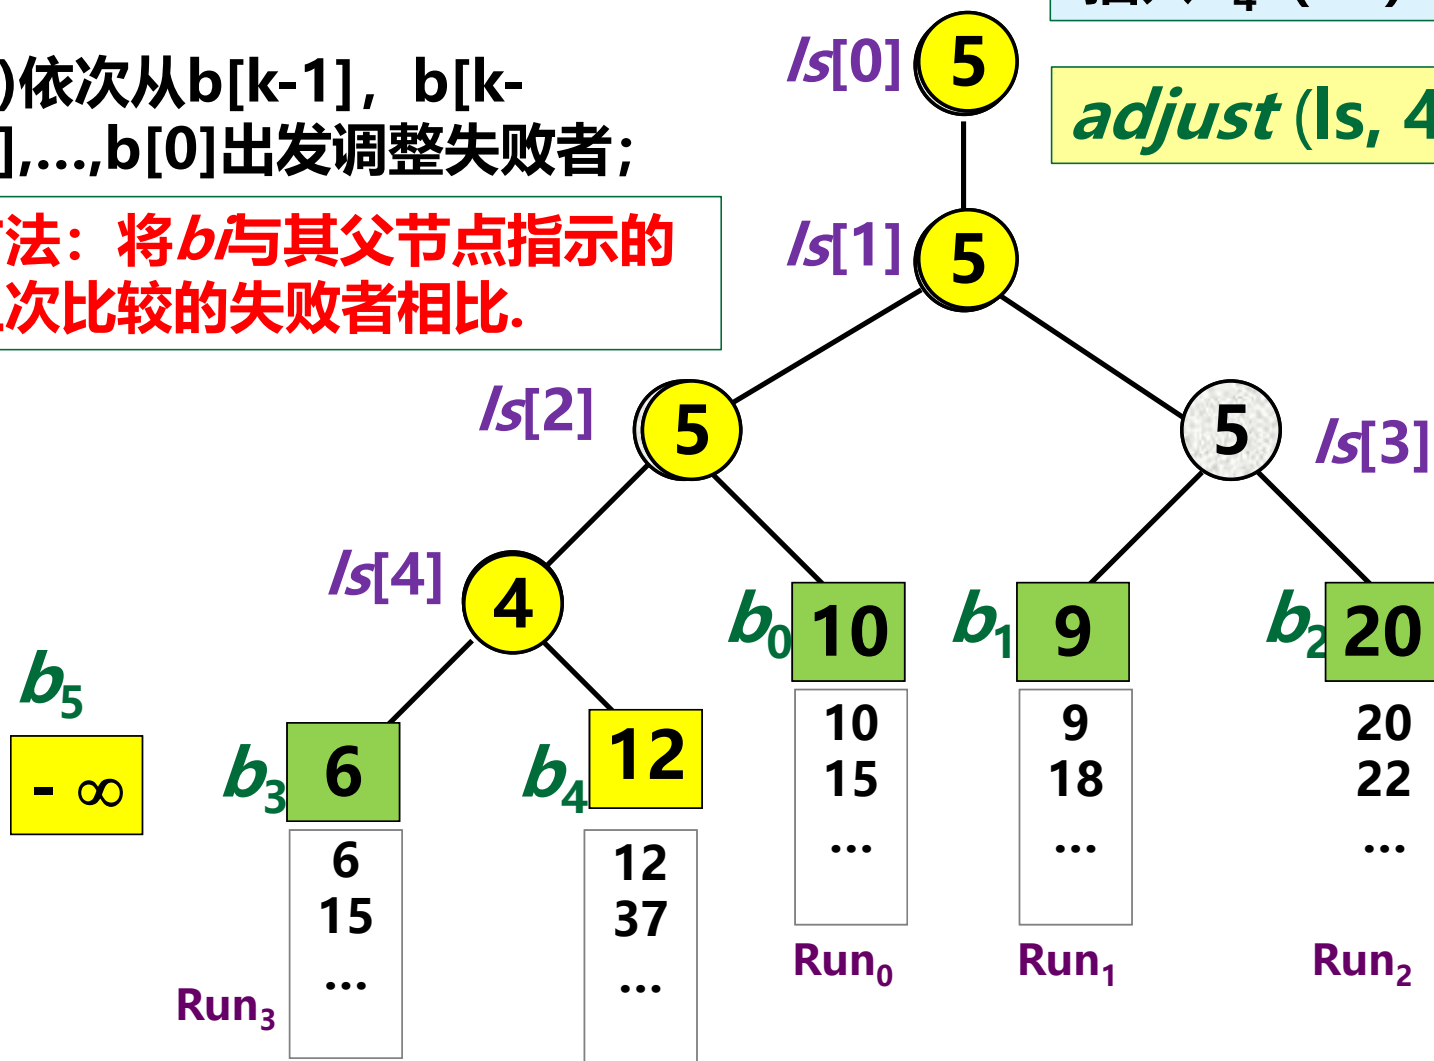 ls[0]
5
)依次从b[k-1]，b[k-
],…,b[0]出发调整失败者；
adjust (ls, 4
法：将bi与其父节点指示的
次比较的失败者相比.
ls[1]
5
ls[2]
5
5
ls[3]
ls[4]
4
b0 10
b1 9
b2 20
b5
- ∞
b3 6
b4 12
10
15
...
9
18
...
20
22
...
6
15
...
12
37
...
Run0
Run1
Run2
Run3